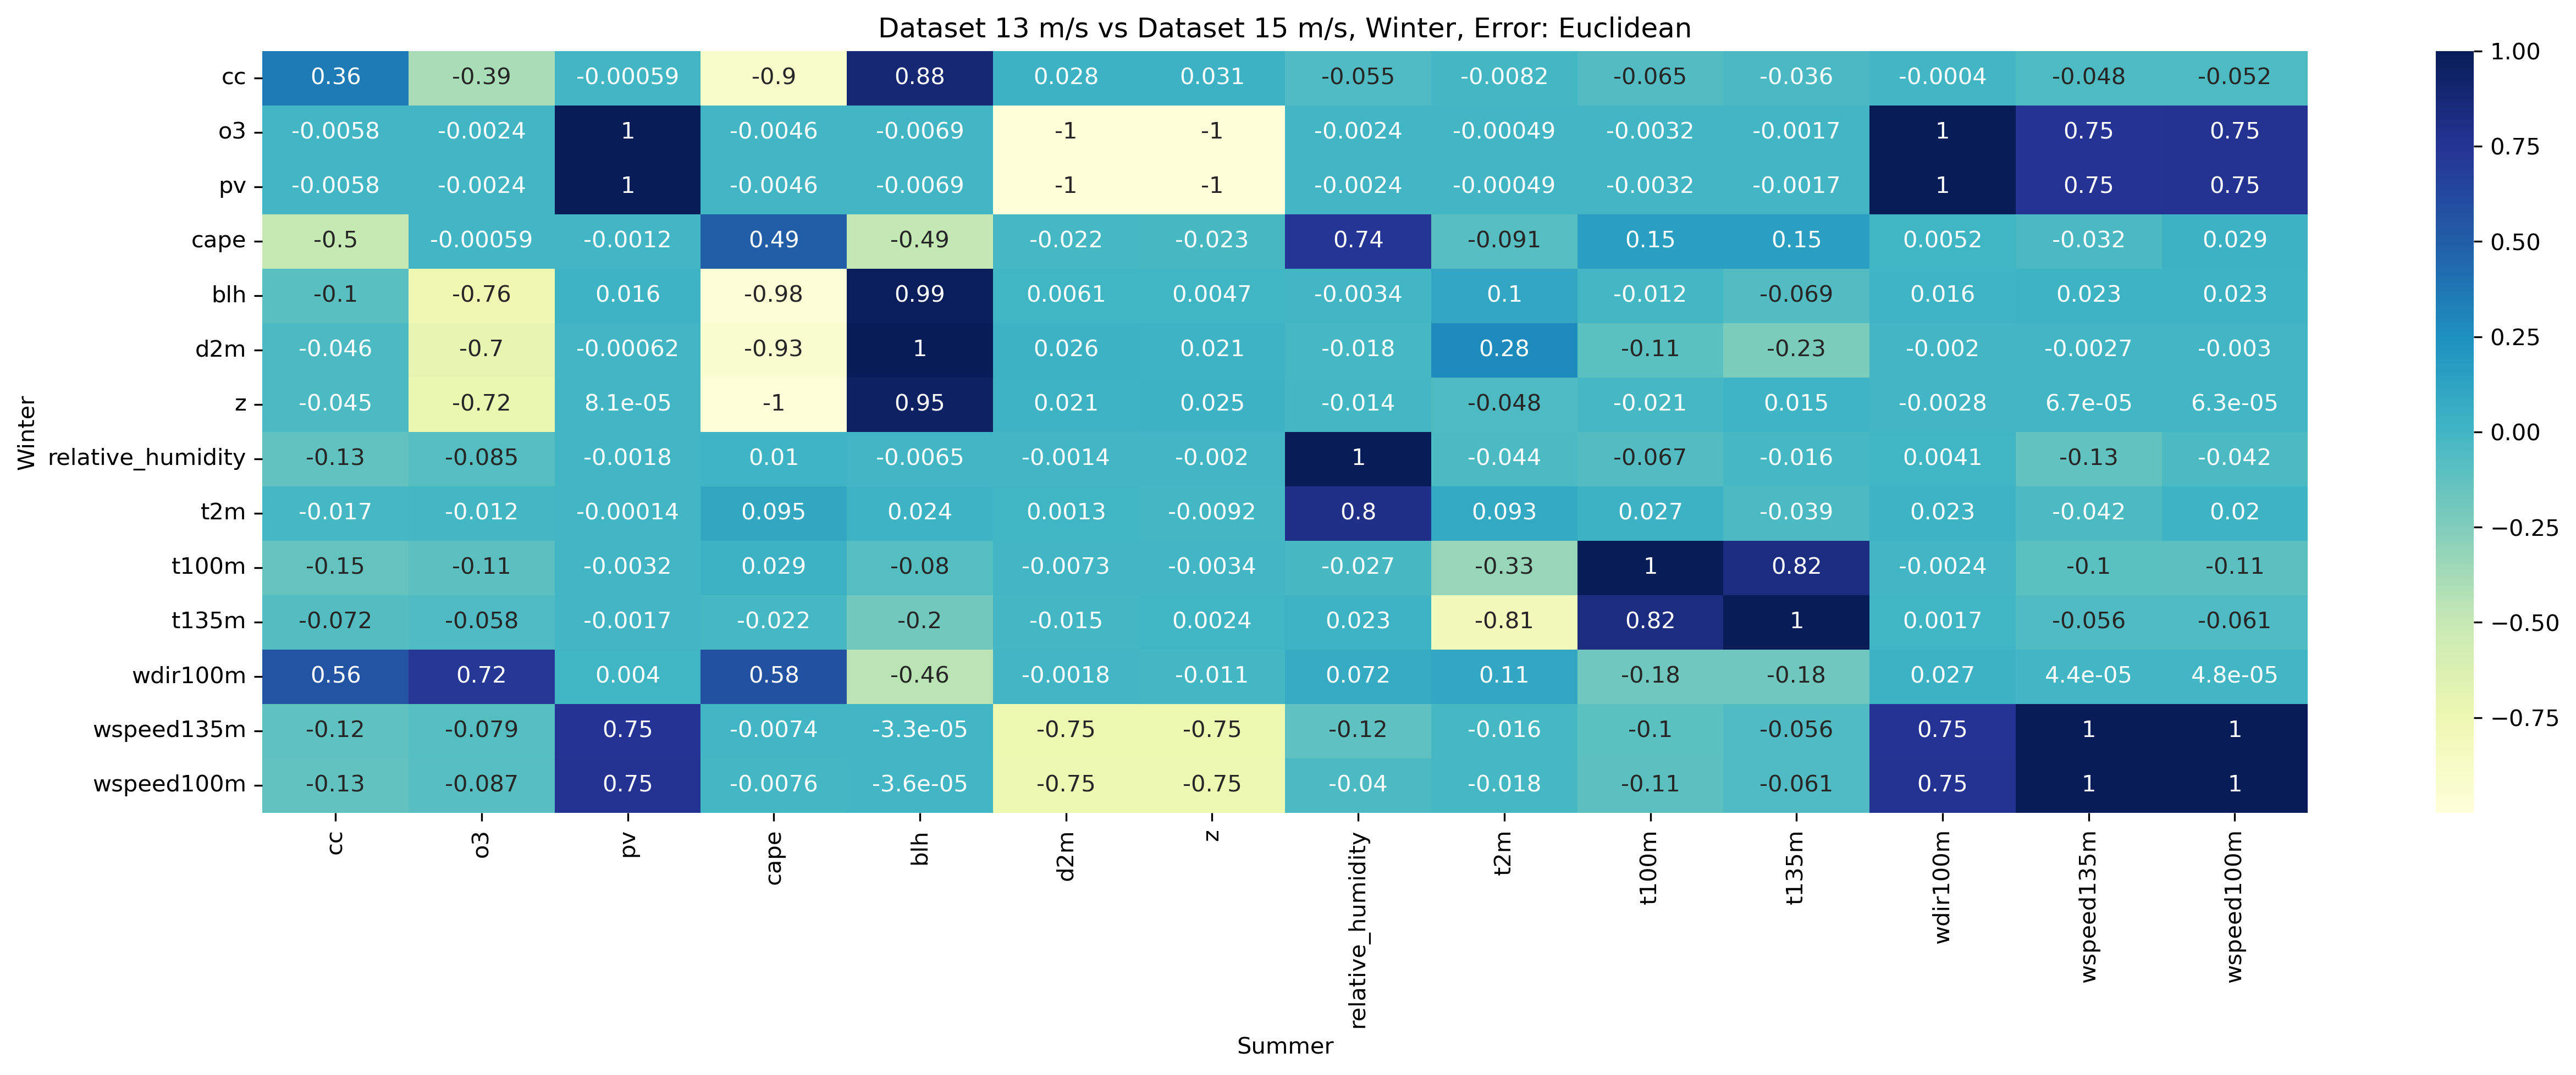 Dataset 13 m/s vs Dataset 15 m/s, Winter, Error: Euclidean
cc 0.36 -0.39 -0.00059 -0.9 0.88 0.028 0.031 -0.055 -0.0082 -0.065 -0.036 -0.0004 -0.048 -0.052
o3 -0.0058 -0.0024 1 -0.0046 -0.0069 -1 -1 -0.0024 -0.00049 -0.0032 -0.0017 1 0.75 0.75
pv -0.0058 -0.0024 1 -0.0046 -0.0069 -1 -1 -0.0024 -0.00049 -0.0032 -0.0017 1 0.75 0.75
cape -0.5 -0.00059 -0.0012 0.49 -0.49 -0.022 -0.023 0.74 -0.091 0.15 0.15 0.0052 -0.032 0.029
blh -0.1 -0.76 0.016 -0.98 0.99 0.0061 0.0047 -0.0034 0.1 -0.012 -0.069 0.016 0.023 0.023
d2m -0.046 -0.7 -0.00062 -0.93 1 0.026 0.021 -0.018 0.28 -0.11 -0.23 -0.002 -0.0027 -0.003
z -0.045 -0.72 8.1e-05 -1 0.95 0.021 0.025 -0.014 -0.048 -0.021 0.015 -0.0028 6.7e-05 6.3e-05
relative_humidity -0.13 -0.085 -0.0018 0.01 -0.0065 -0.0014 -0.002 1 -0.044 -0.067 -0.016 0.0041 -0.13 -0.042
t2m -0.017 -0.012 -0.00014 0.095 0.024 0.0013 -0.0092 0.8 0.093 0.027 -0.039 0.023 -0.042 0.02
t100m -0.15 -0.11 -0.0032 0.029 -0.08 -0.0073 -0.0034 -0.027 -0.33 1 0.82 -0.0024 -0.1 -0.11
t135m -0.072 -0.058 -0.0017 -0.022 -0.2 -0.015 0.0024 0.023 -0.81 0.82 1 0.0017 -0.056 -0.061
wdir100m 0.56 0.72 0.004 0.58 -0.46 -0.0018 -0.011 0.072 0.11 -0.18 -0.18 0.027 4.4e-05 4.8e-05
wspeed135m -0.12 -0.079 0.75 -0.0074 -3.3e-05 -0.75 -0.75 -0.12 -0.016 -0.1 -0.056 0.75 1 1
wspeed100m -0.13 -0.087 0.75 -0.0076 -3.6e-05 -0.75 -0.75 -0.04 -0.018 -0.11 -0.061 0.75 1 1
Winter
cc o3 pv cape blh d2m z relative_humidity t2m t100m t135m wdir100m wspeed135m wspeed100m
Summer
1.00
0.75
0.50
0.25
0.00
−0.25
−0.50
−0.75